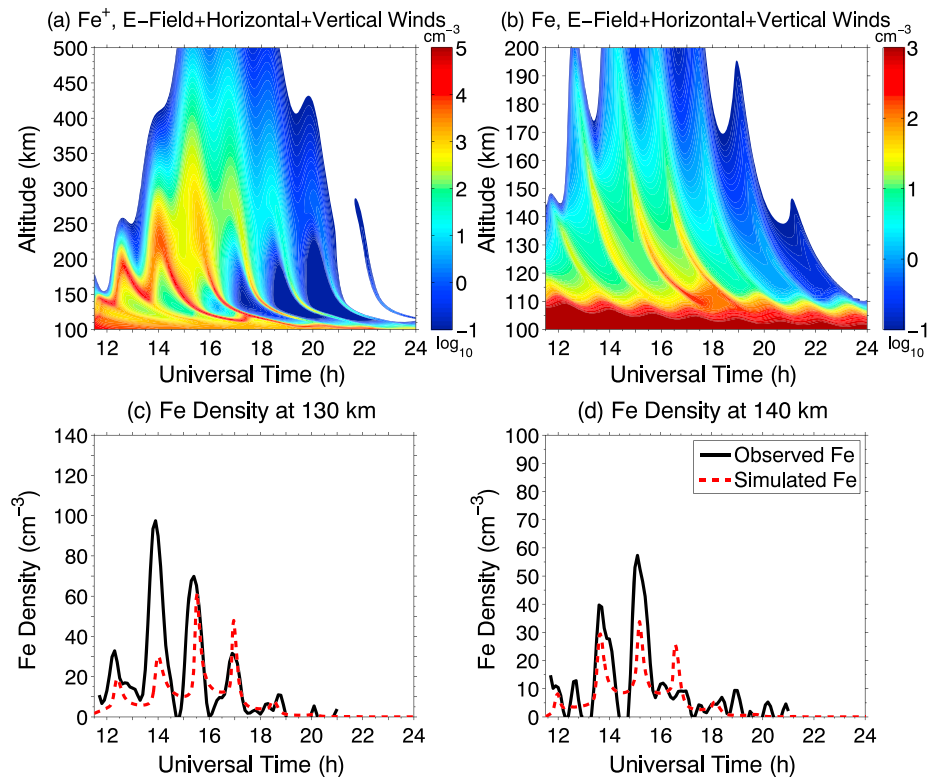 (a) Fe⁺, E−Field+Horizontal+Vertical Winds
cm⁻³
500
450
400
350
300
250
200
150
100
Altitude (km)
12 14 16 18 20 22 24
Universal Time (h)
5
4
3
2
1
0
−1
log₁₀
(b) Fe, E−Field+Horizontal+Vertical Winds
cm⁻³
200
190
180
170
160
150
140
130
120
110
100
Altitude (km)
12 14 16 18 20 22 24
Universal Time (h)
3
2
1
0
−1
log₁₀
(c) Fe Density at 130 km
140
120
100
80
60
40
20
0
Fe Density (cm⁻³)
12 14 16 18 20 22 24
Universal Time (h)
(d) Fe Density at 140 km
100
90
80
70
60
50
40
30
20
10
0
Fe Density (cm⁻³)
Observed Fe
Simulated Fe
12 14 16 18 20 22 24
Universal Time (h)